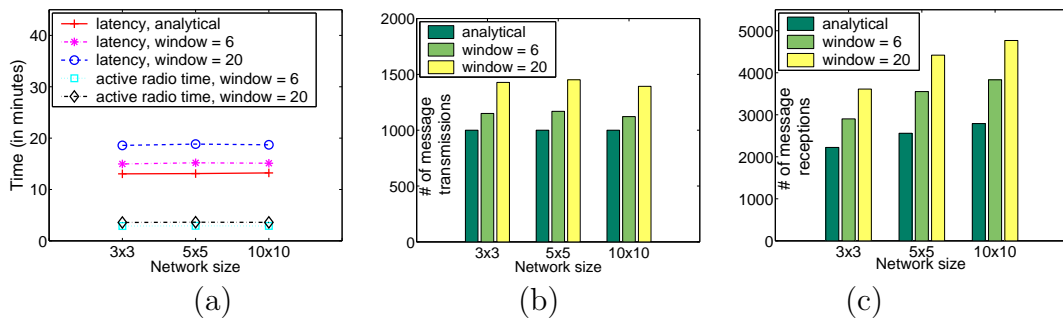 latency, analytical
latency, window = 6
latency, window = 20
active radio time, window = 6
active radio time, window = 20
Time (in minutes)
40
30
20
10
0
3x3 5x5 10x10
Network size
(a)
analytical
window = 6
window = 20
# of message
transmissions
2000
1500
1000
500
0
3x3 5x5 10x10
Network size
(b)
analytical
window = 6
window = 20
# of message
receptions
5000
4000
3000
2000
1000
0
3x3 5x5 10x10
Network size
(c)